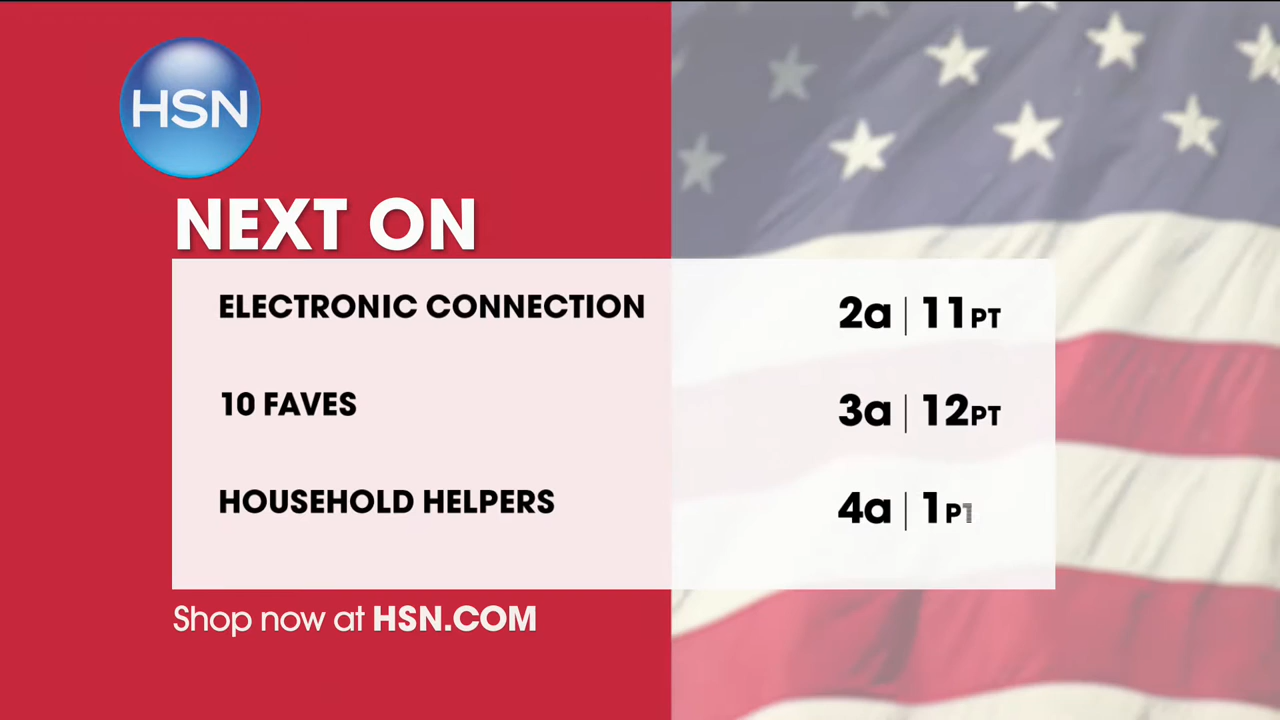 HSN
NEXT ON
ELECTRONIC CONNECTION 2a | 11PT
10 FAVES 3a | 12PT
HOUSEHOLD HELPERS 4a | 1P
Shop now at HSN.COM